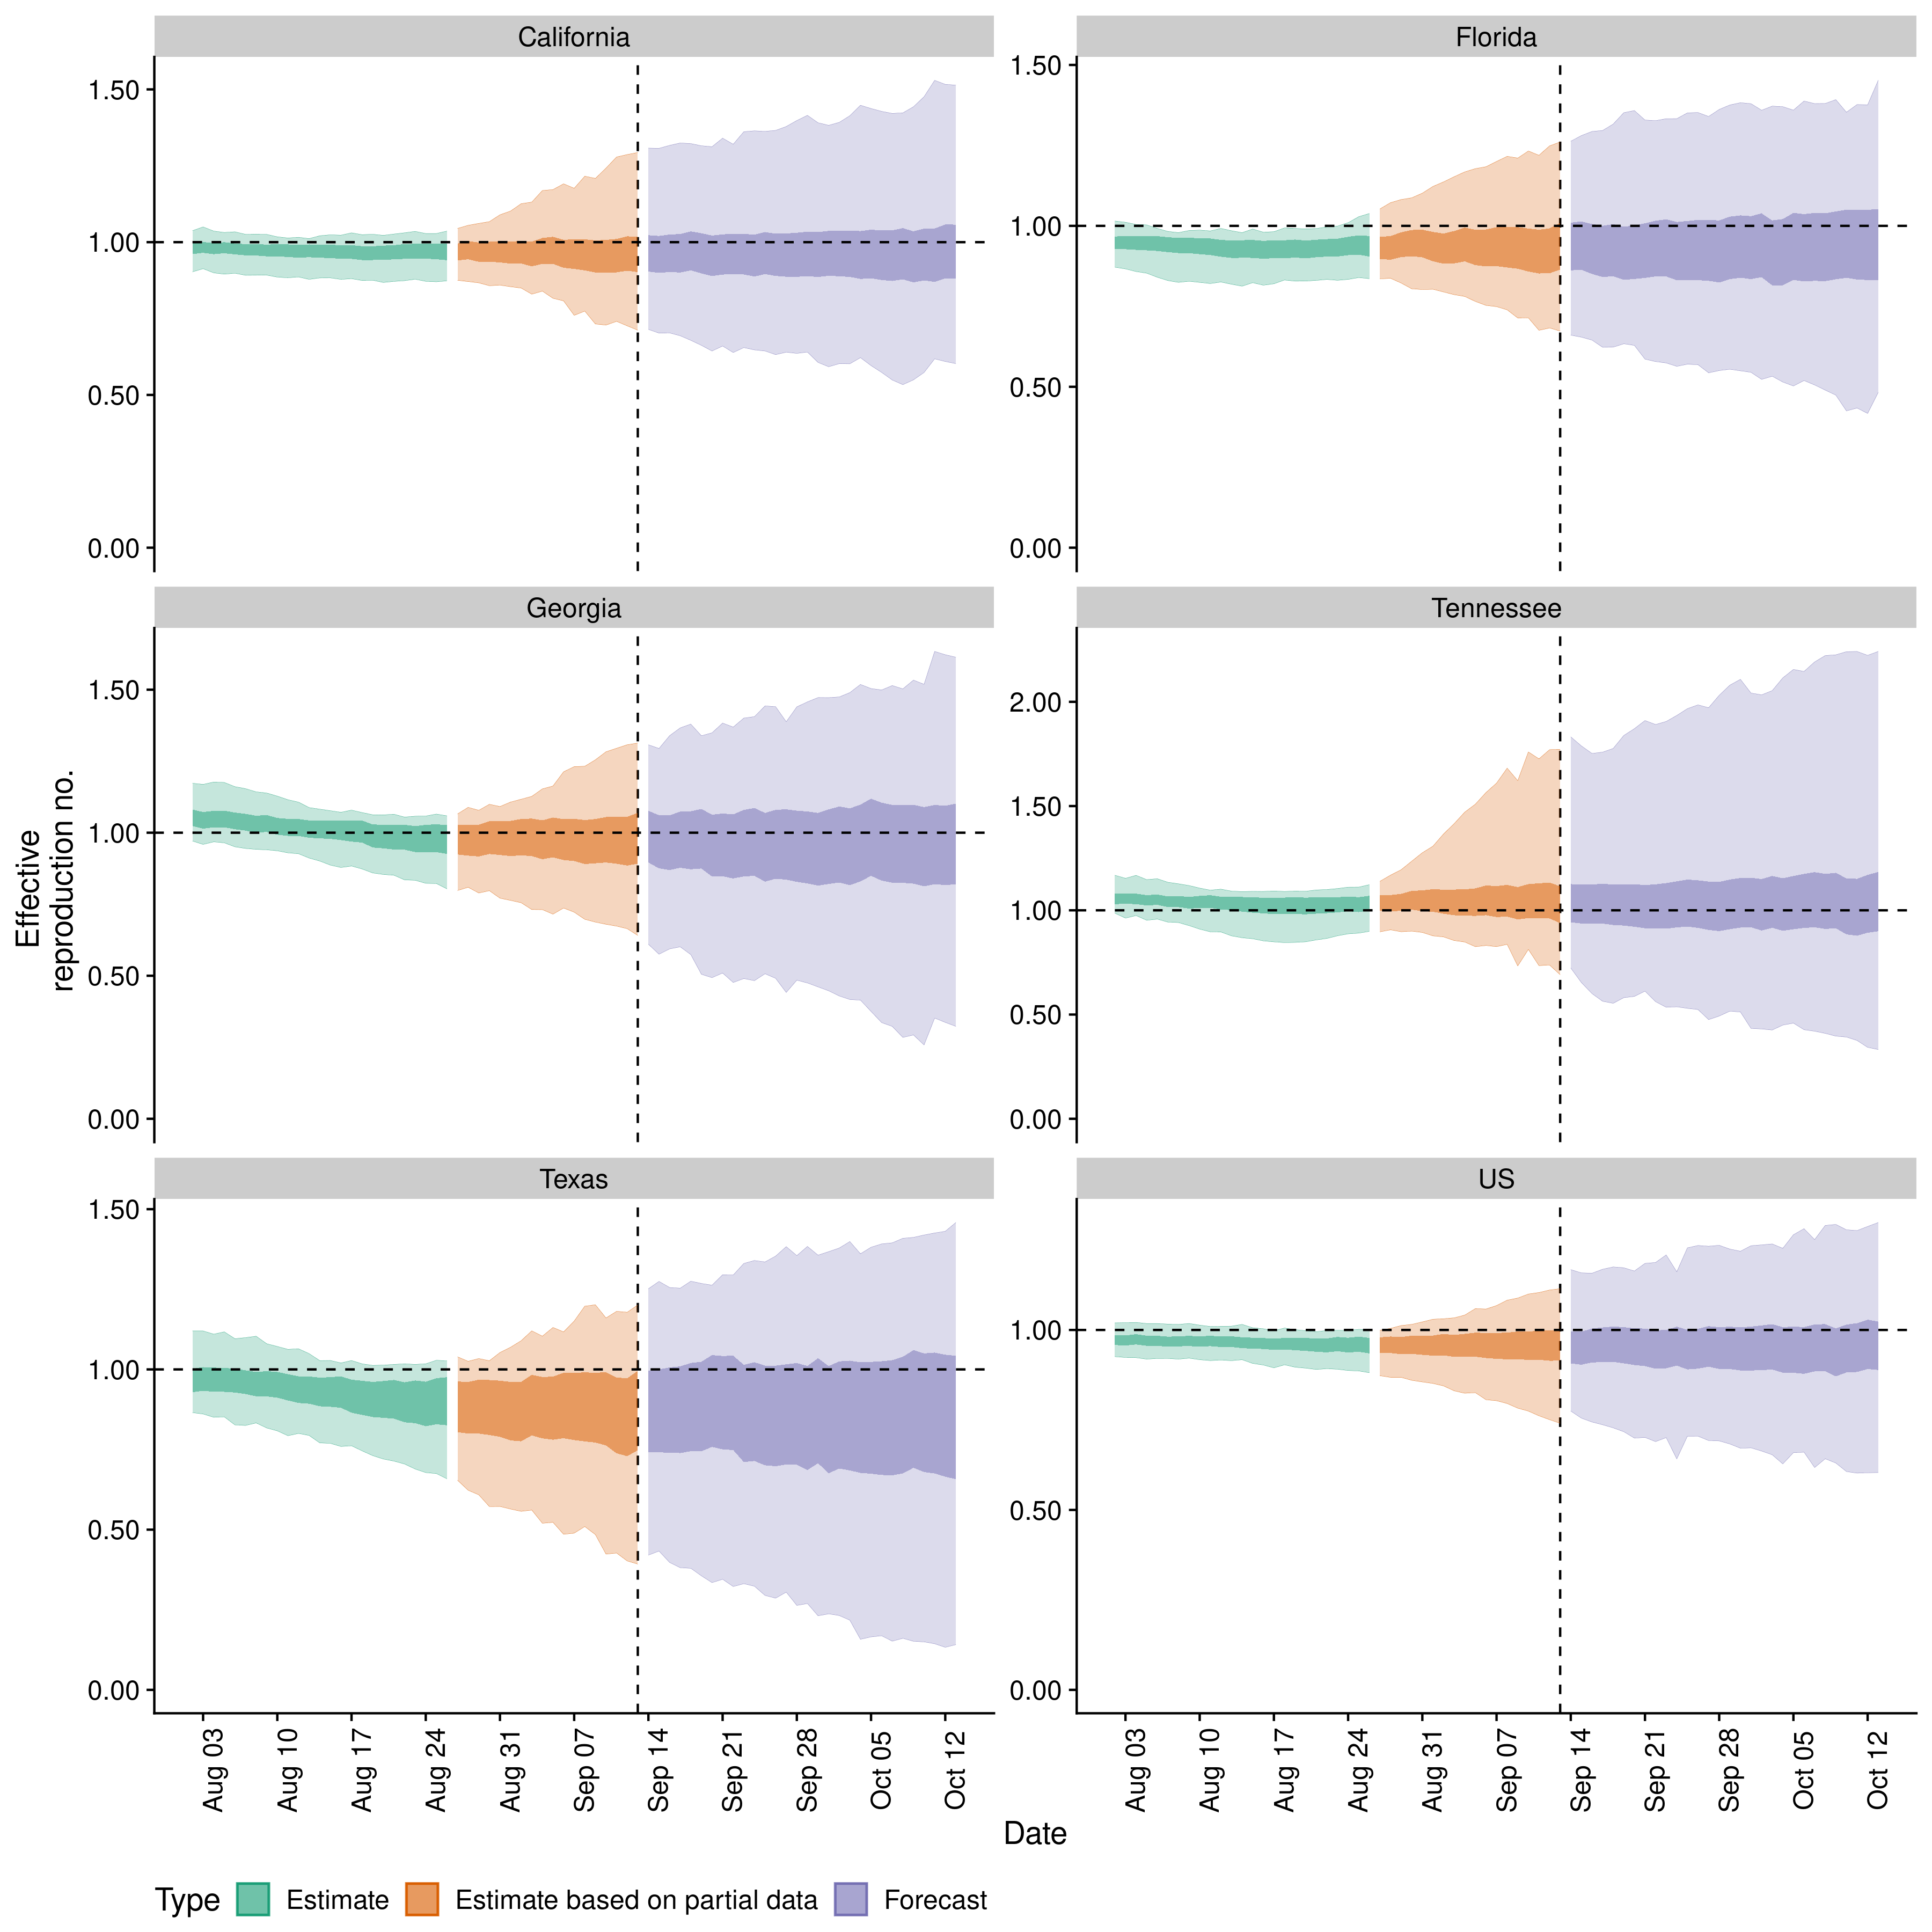 California
Florida
1.50
1.00
0.50
0.00
1.50
1.00
0.50
0.00
Georgia
Tennessee
1.50
1.00
0.50
0.00
2.00
1.50
1.00
0.50
0.00
Texas
US
1.50
1.00
0.50
0.00
1.00
0.50
0.00
Effective
reproduction no.
Aug 03
Aug 10
Aug 17
Aug 24
Aug 31
Sep 07
Sep 14
Sep 21
Sep 28
Oct 05
Oct 12
Aug 03
Aug 10
Aug 17
Aug 24
Aug 31
Sep 07
Sep 14
Sep 21
Sep 28
Oct 05
Oct 12
Date
Type Estimate Estimate based on partial data Forecast